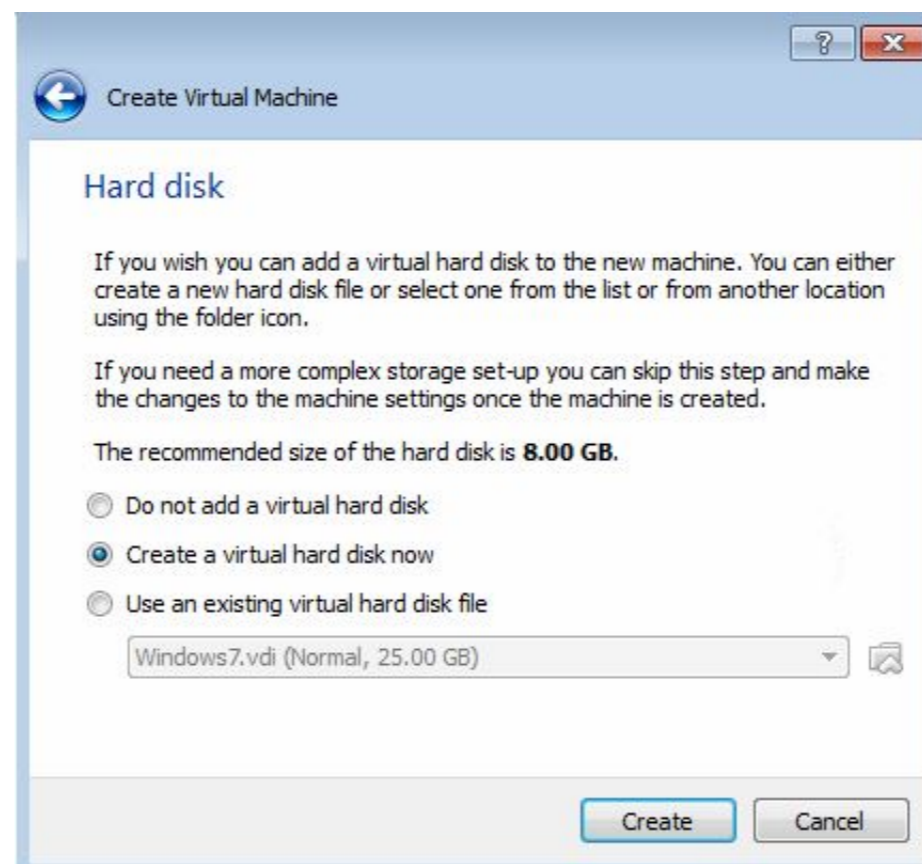 ?
Create Virtual Machine
Hard disk
If you wish you can add a virtual hard disk to the new machine. You can either
create a new hard disk file or select one from the list or from another location
using the folder icon.
If you need a more complex storage set-up you can skip this step and make
the changes to the machine settings once the machine is created.
The recommended size of the hard disk is 8.00 GB.
Do not add a virtual hard disk
Create a virtual hard disk now
Use an existing virtual hard disk file
Windows7.vdi (Normal, 25.00 GB)
Create Cancel